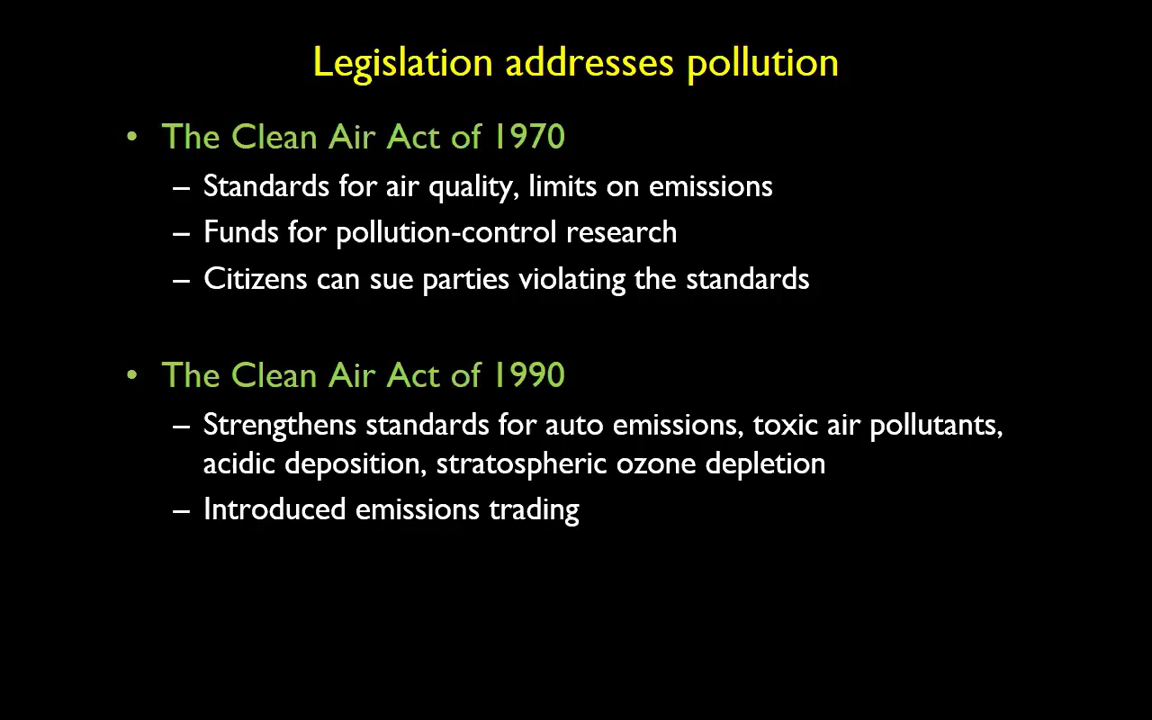 Legislation addresses pollution
• The Clean Air Act of 1970
– Standards for air quality, limits on emissions
– Funds for pollution-control research
– Citizens can sue parties violating the standards
• The Clean Air Act of 1990
– Strengthens standards for auto emissions, toxic air pollutants,
acidic deposition, stratospheric ozone depletion
– Introduced emissions trading